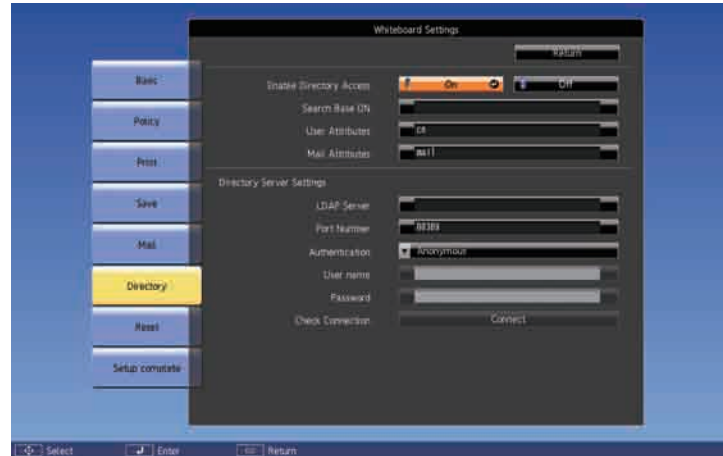 Whiteboard Settings
Return
Basic
Policy
Print
Save
Mail
Directory
Reset
Setup complete
Enable Directory Access On Off
Search Base DN
User Attributes cn
Mail Attributes mail
Directory Server Settings
LDAP Server
Port Number 00389
Authentication Anonymous
User name
Password
Check Connection Connect
Select Enter Esc Return